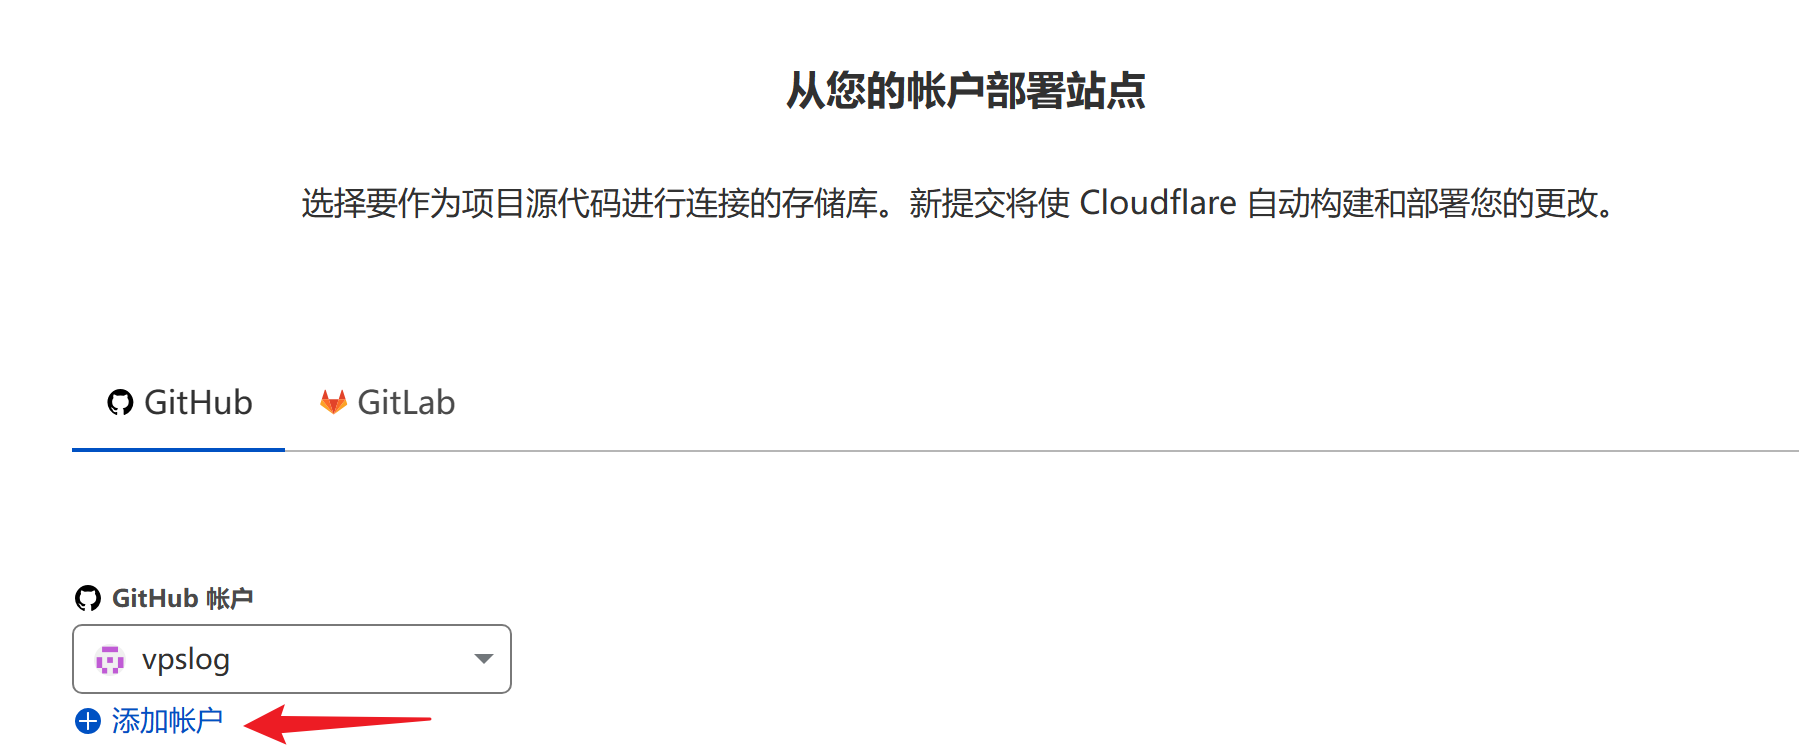 从您的帐户部署站点
选择要作为项目源代码进行连接的存储库。新提交将使 Cloudflare 自动构建和部署您的更改。
GitHub
GitLab
GitHub 帐户
vpslog
添加帐户